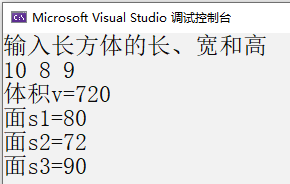 Microsoft Visual Studio 调试控制台
输入长方体的长、宽和高
10 8 9
体积v=720
面s1=80
面s2=72
面s3=90